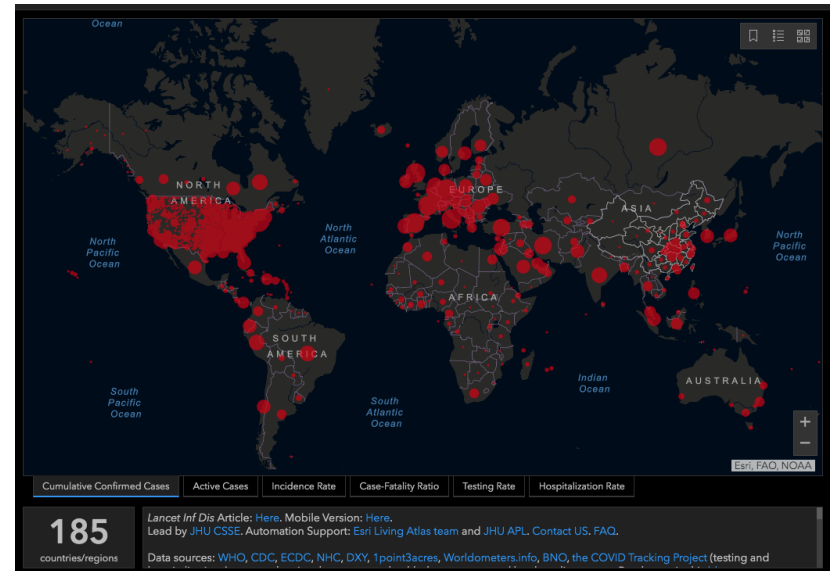 Ocean
NORTH
AMERICA
EUROPE
ASIA
North
Pacific
Ocean
North
Atlantic
Ocean
North
Pacific
Ocean
AFRICA
SOUTH
AMERICA
South
Pacific
Ocean
South
Atlantic
Ocean
Indian
Ocean
AUSTRALIA
+
−
Esri, FAO, NOAA
Cumulative Confirmed Cases
Active Cases
Incidence Rate
Case-Fatality Ratio
Testing Rate
Hospitalization Rate
185
countries/regions
Lancet Inf Dis Article: Here. Mobile Version: Here.
Lead by JHU CSSE. Automation Support: Esri Living Atlas team and JHU APL. Contact US. FAQ.
Data sources: WHO, CDC, ECDC, NHC, DXY, 1point3acres, Worldometers.info, BNO, the COVID Tracking Project (testing and